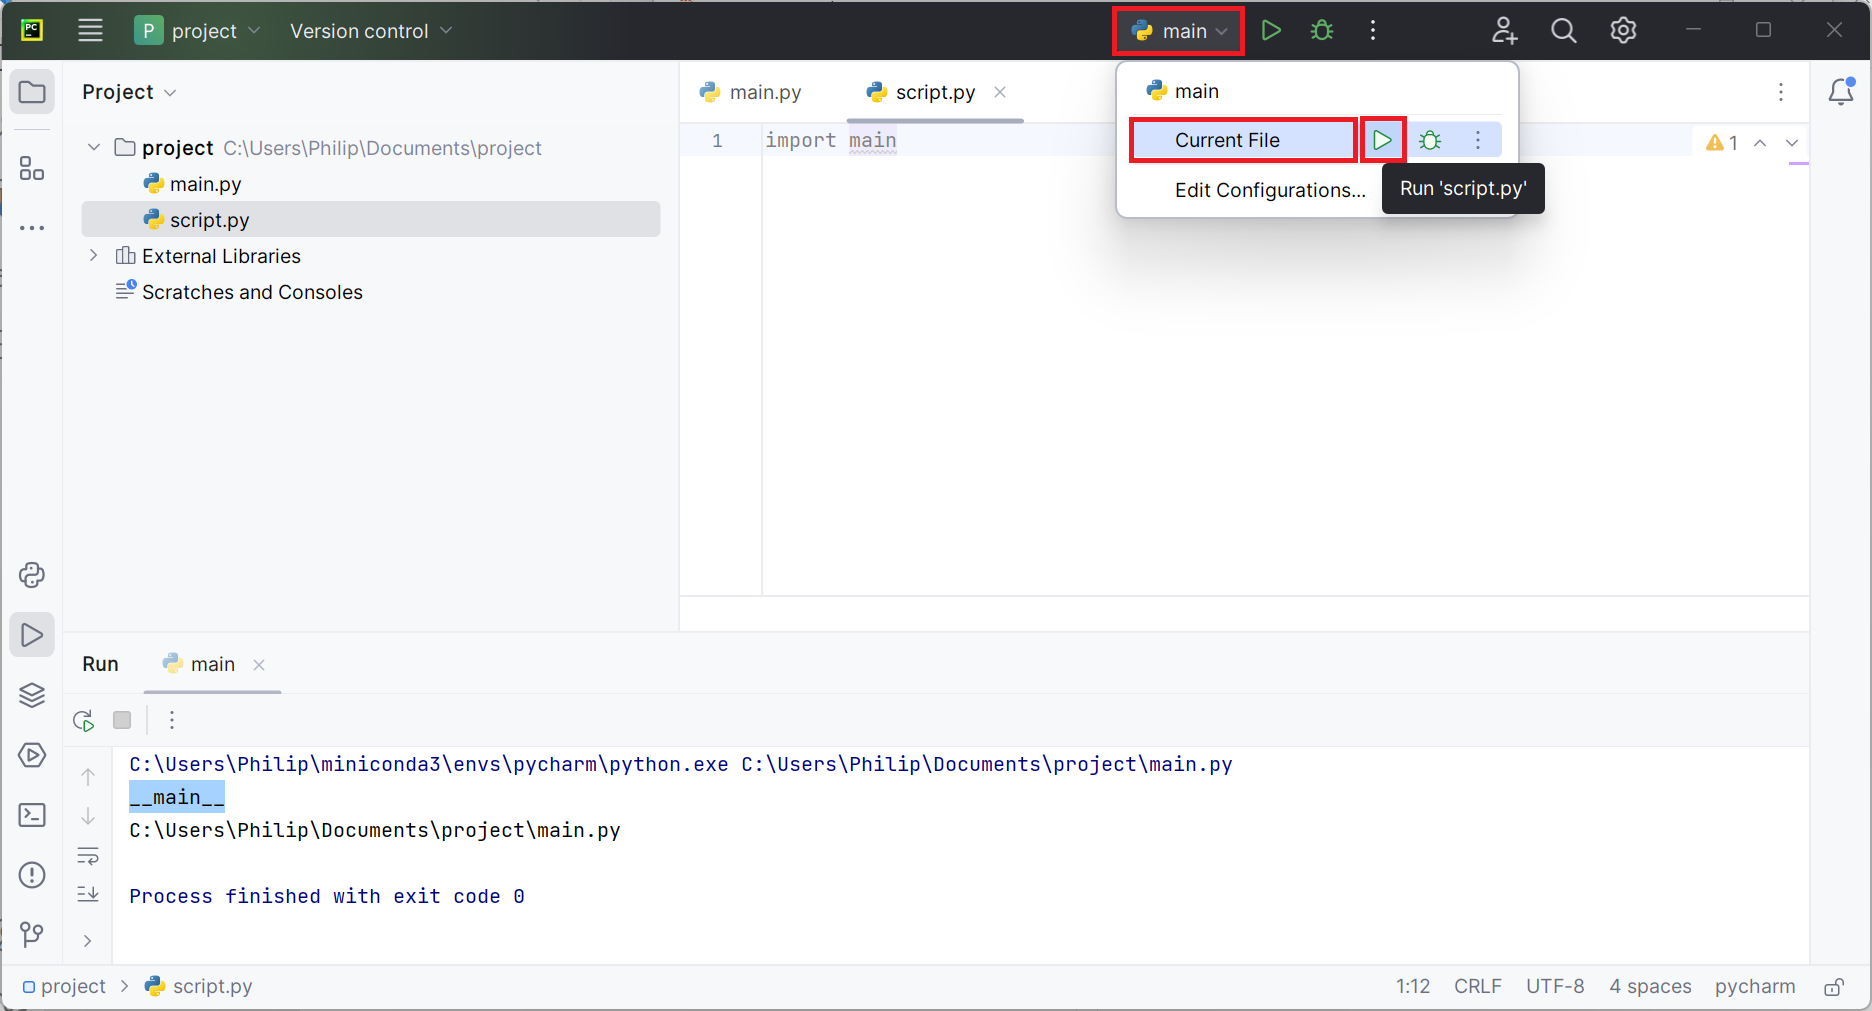 PC
P project Version control main
Project
main.py script.py
main
project C:\Users\Philip\Documents\project
1 import main
Current File
1
main.py
Edit Configurations...
Run 'script.py'
script.py
External Libraries
Scratches and Consoles
Run main
C:\Users\Philip\miniconda3\envs\pycharm\python.exe C:\Users\Philip\Documents\project\main.py
__main__
C:\Users\Philip\Documents\project\main.py
Process finished with exit code 0
project > script.py
1:12 CRLF UTF-8 4 spaces pycharm